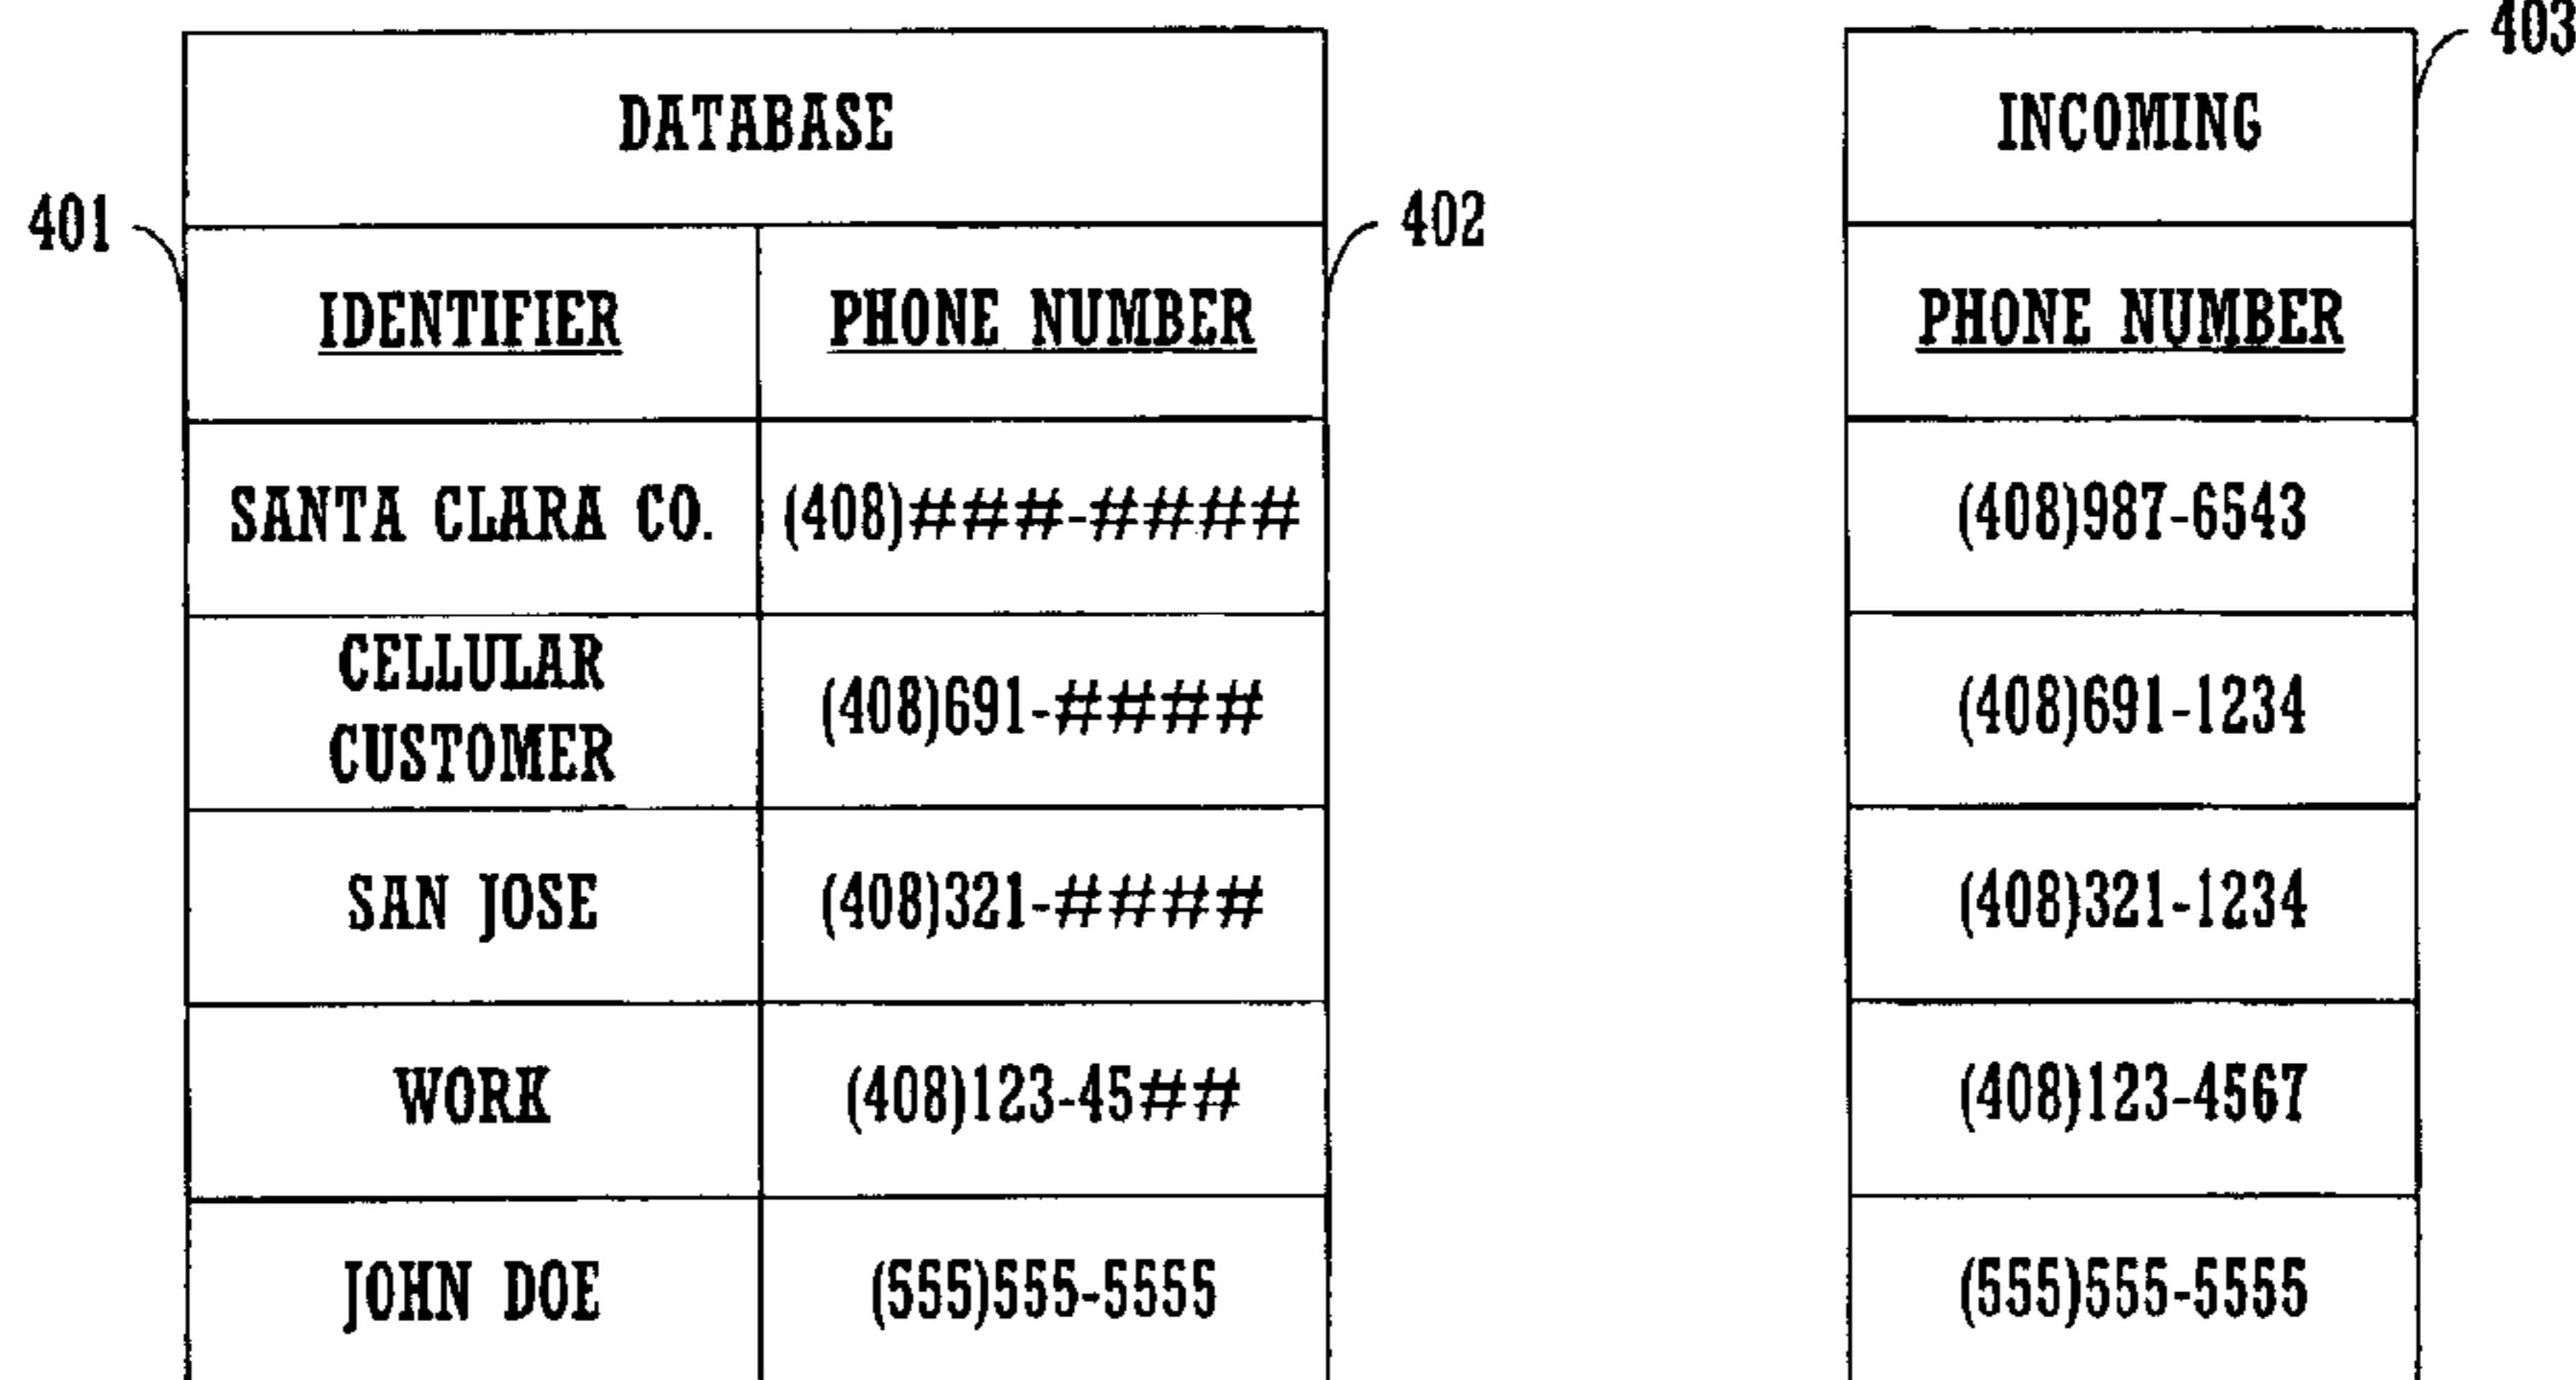 403
DATABASE
INCOMING
401
402
IDENTIFIER
PHONE NUMBER
PHONE NUMBER
SANTA CLARA CO.
(408)###-####
(408)987-6543
CELLULAR
CUSTOMER
(408)691-####
(408)691-1234
SAN JOSE
(408)321-####
(408)321-1234
WORK
(408)123-45##
(408)123-4567
JOHN DOE
(555)555-5555
(555)555-5555